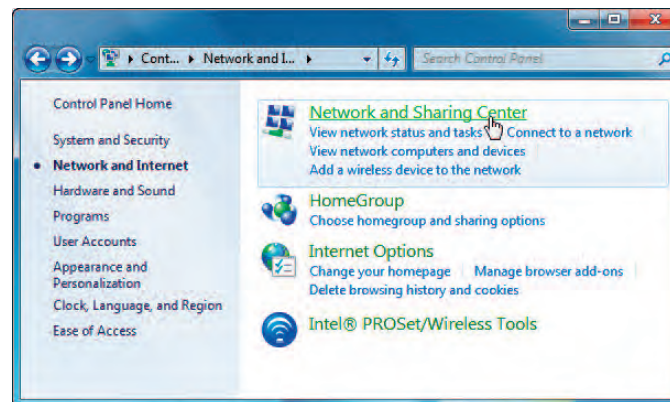 Cont... Network and I... Search Control Panel
Control Panel Home
System and Security
Network and Internet
Hardware and Sound
Programs
User Accounts
Appearance and
Personalization
Clock, Language, and Region
Ease of Access
Network and Sharing Center
View network status and tasks Connect to a network
View network computers and devices
Add a wireless device to the network
HomeGroup
Choose homegroup and sharing options
Internet Options
Change your homepage Manage browser add-ons
Delete browsing history and cookies
Intel® PROSet/Wireless Tools